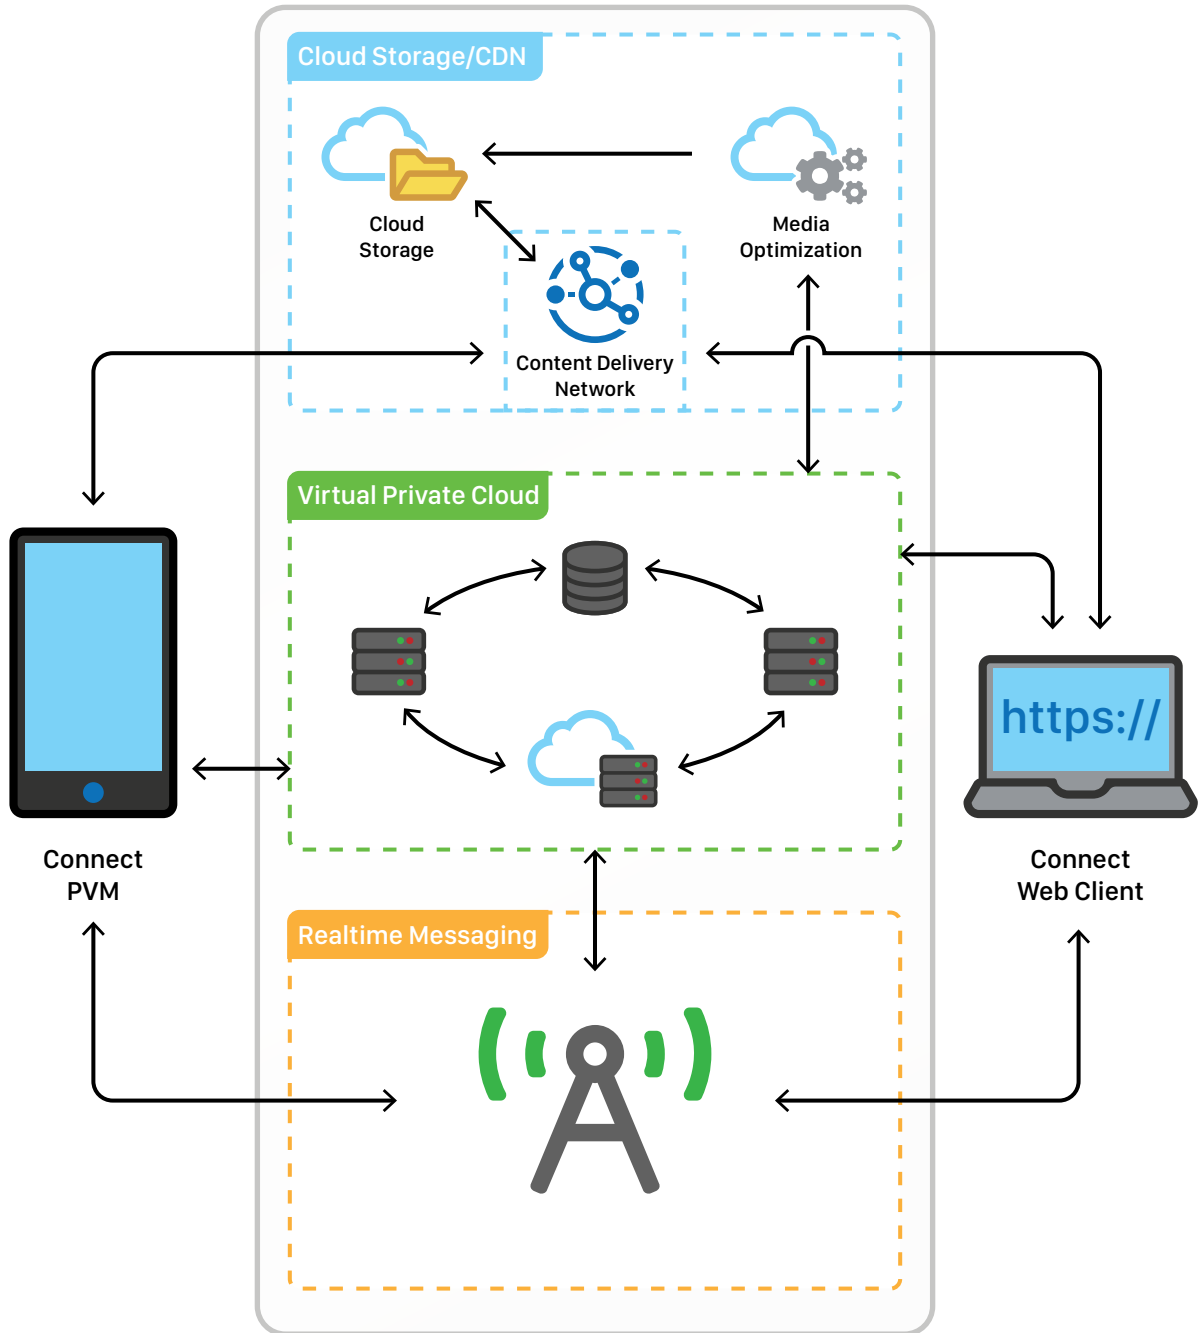 Cloud Storage/CDN
Cloud
Storage
Media
Optimization
Content Delivery
Network
Virtual Private Cloud
https://
Connect
PVM
Connect
Web Client
Realtime Messaging